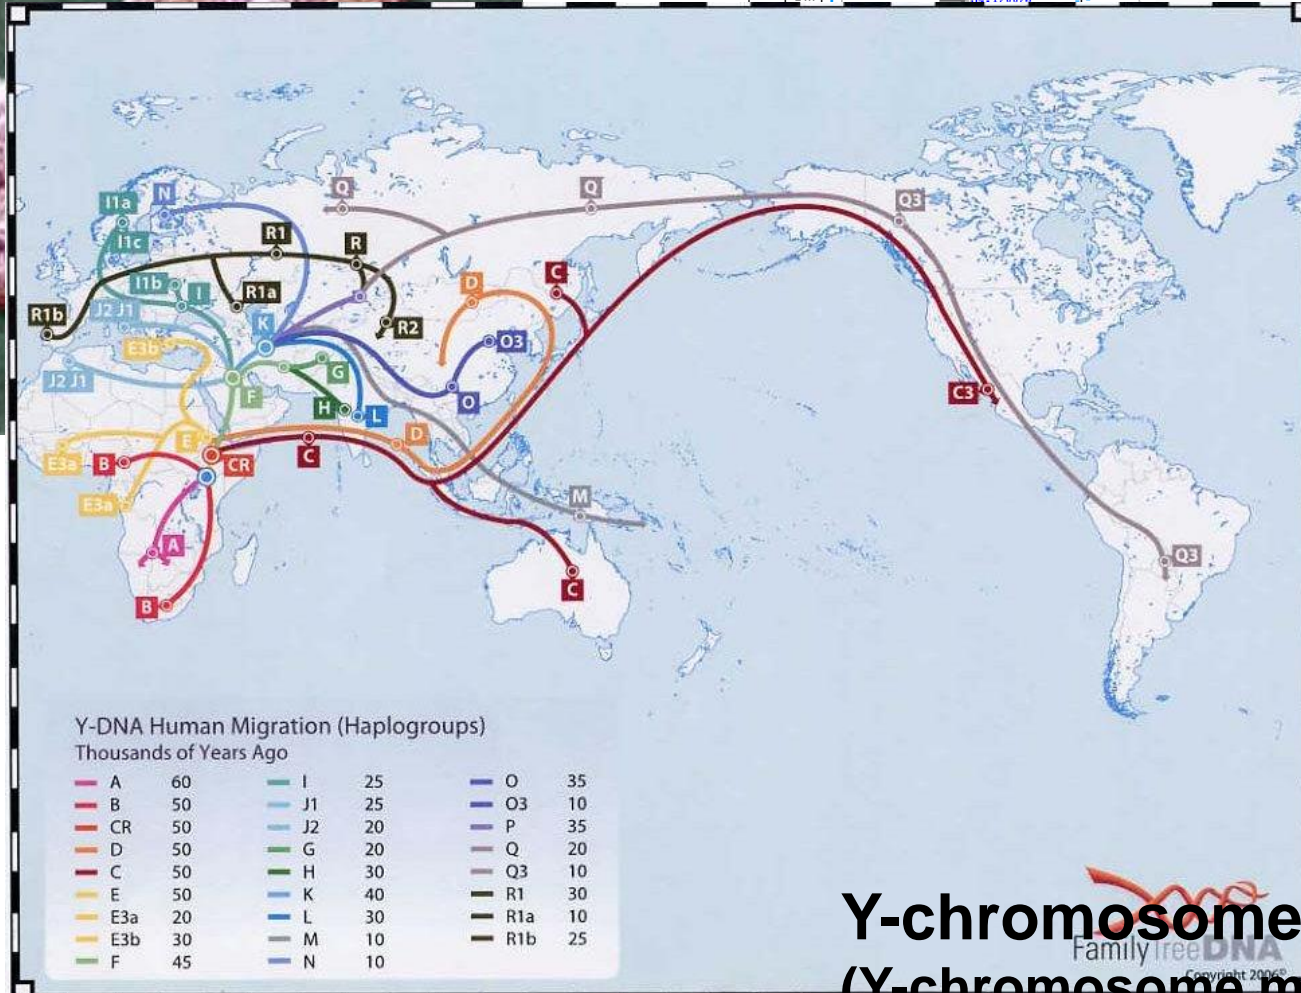 I1a
N
Q
Q
Q3
I1c
R1
R
I1b
I
R1a
D
C
R1b
J2 J1
K
R2
O3
E3b
J2 J1
F
G
H
L
O
C3
E
D
E3a
B
CR
C
E3a
M
A
Q3
B
C
Y-DNA Human Migration (Haplogroups)
Thousands of Years Ago
A 60
B 50
CR 50
D 50
C 50
E 50
E3a 20
E3b 30
F 45
I 25
J1 25
J2 20
G 20
H 30
K 40
L 30
M 10
N 10
O 35
O3 10
P 35
Q 20
Q3 10
R1 30
R1a 10
R1b 25
Y-chromosome
FamilyTreeDNA
Copyright 2006©
(Y-chromosome m